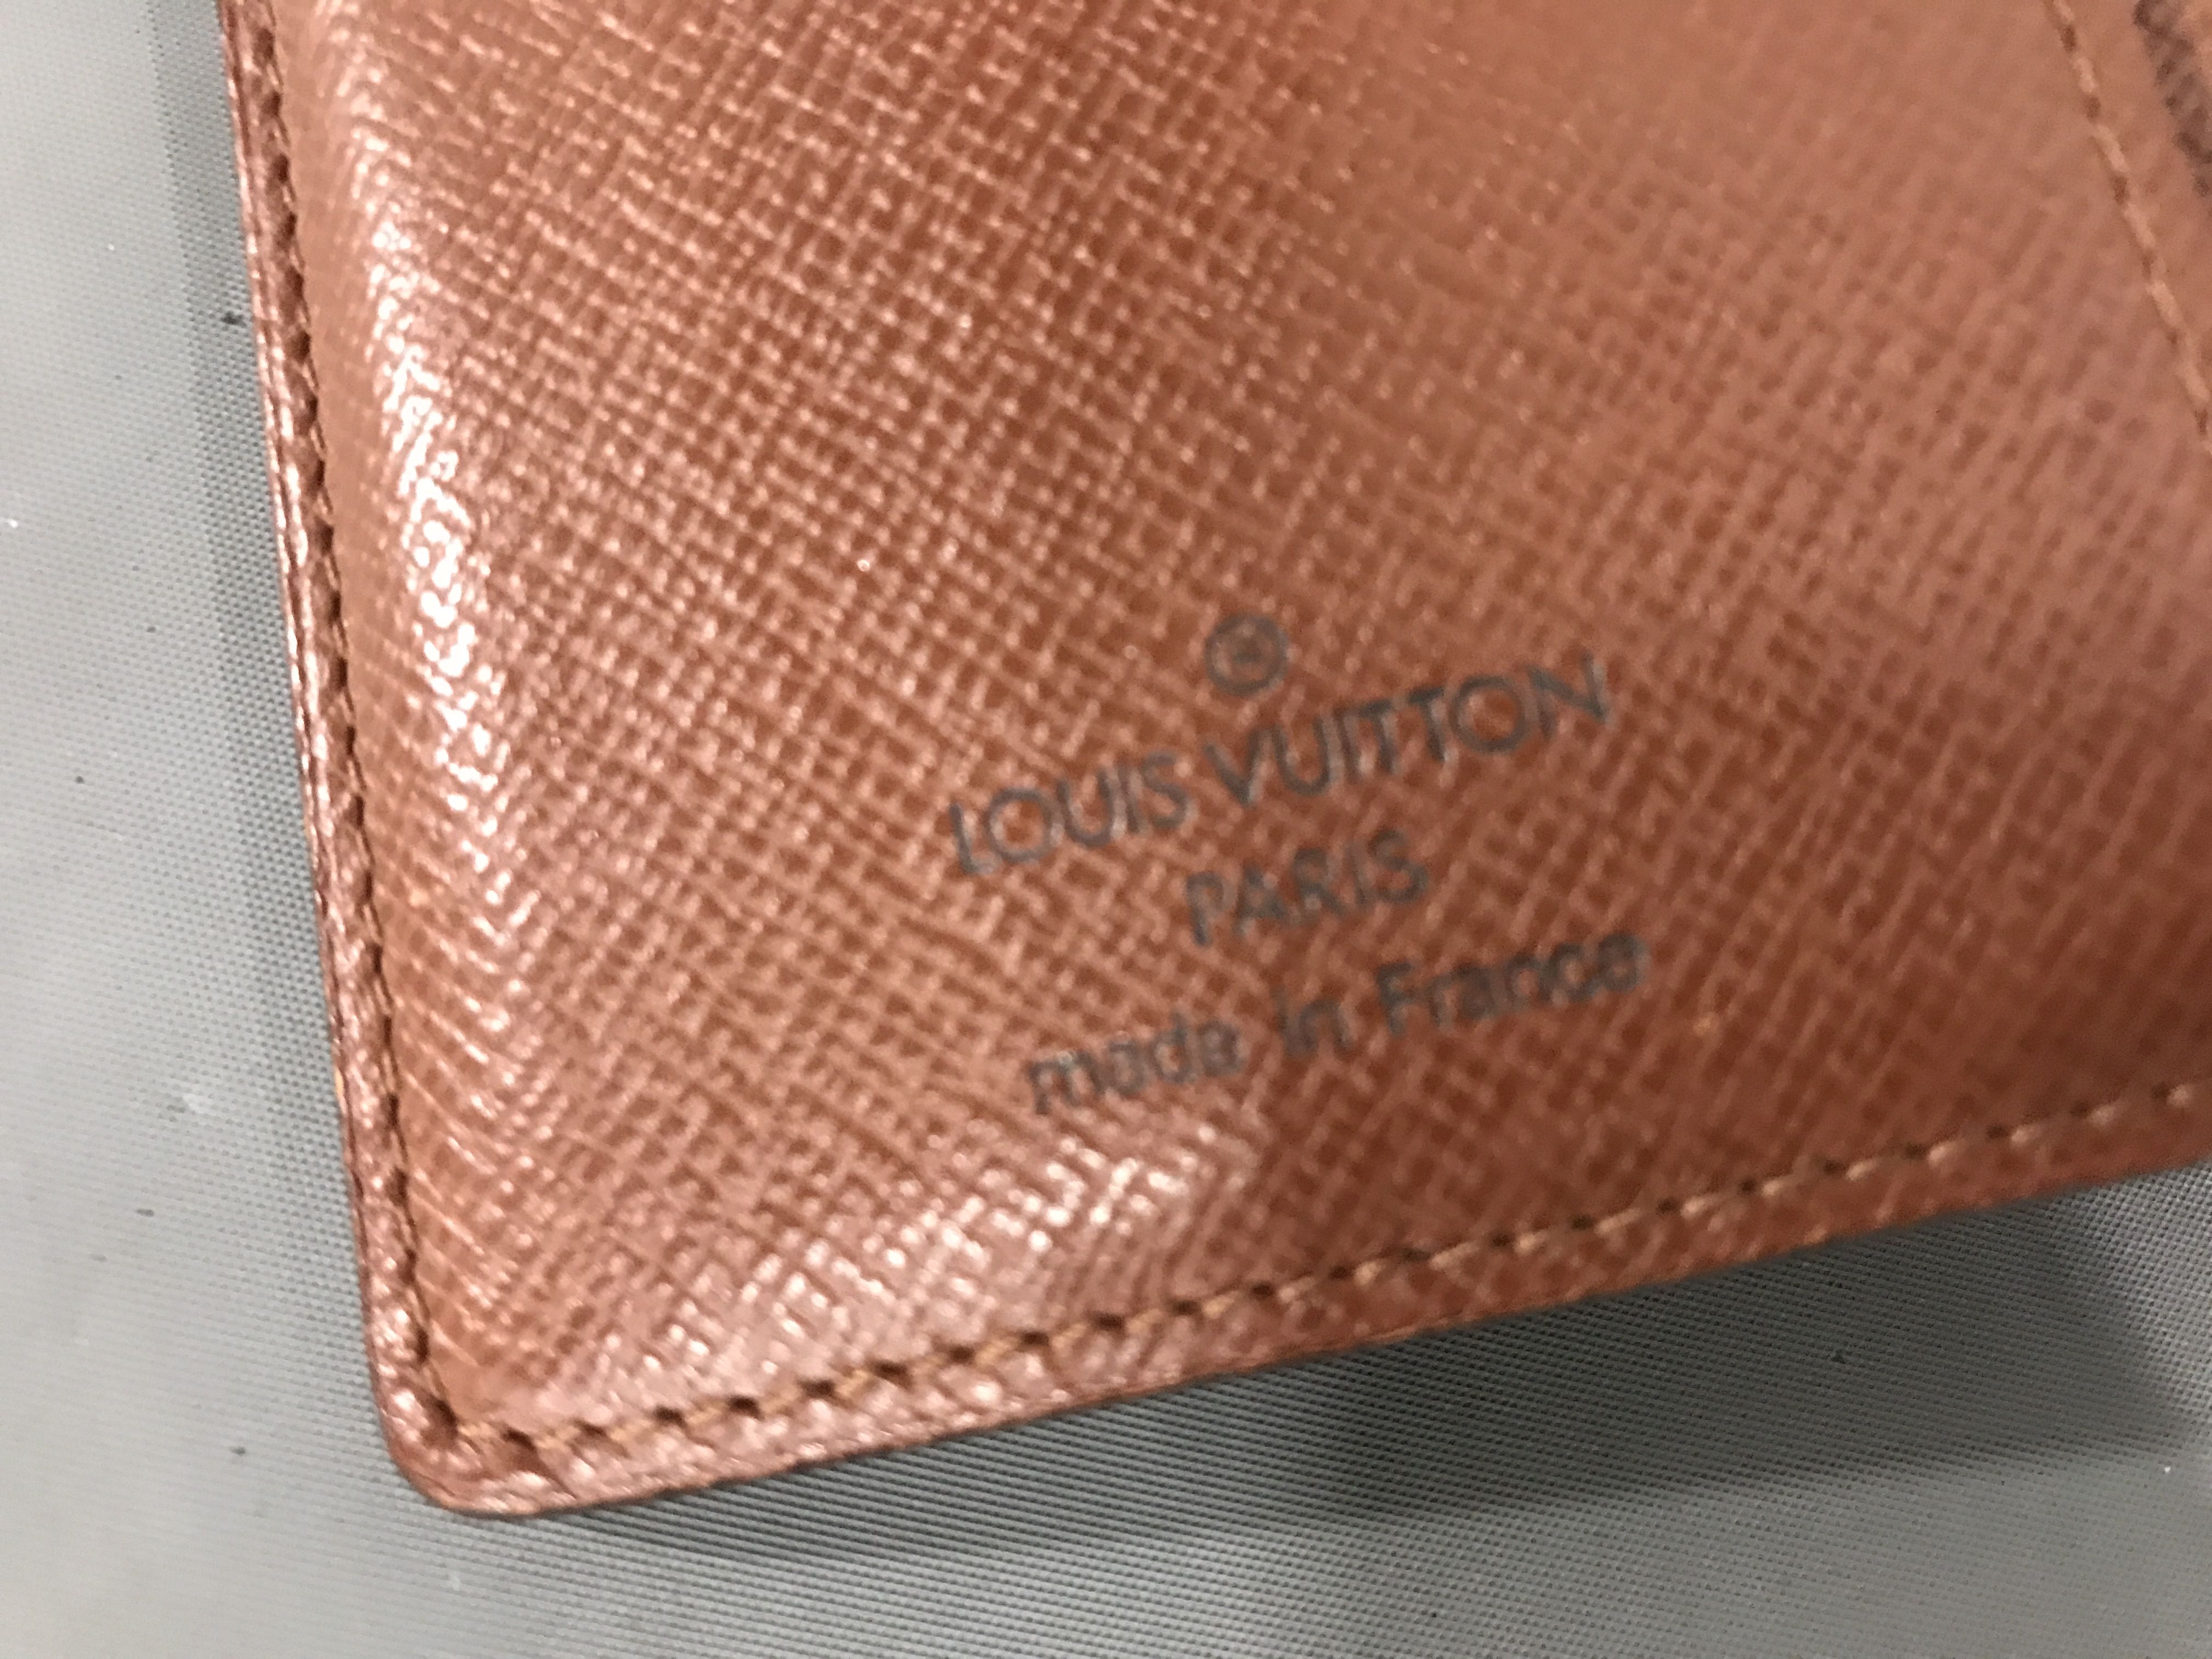 ®
LOUIS VUITTON
PARIS
made in France